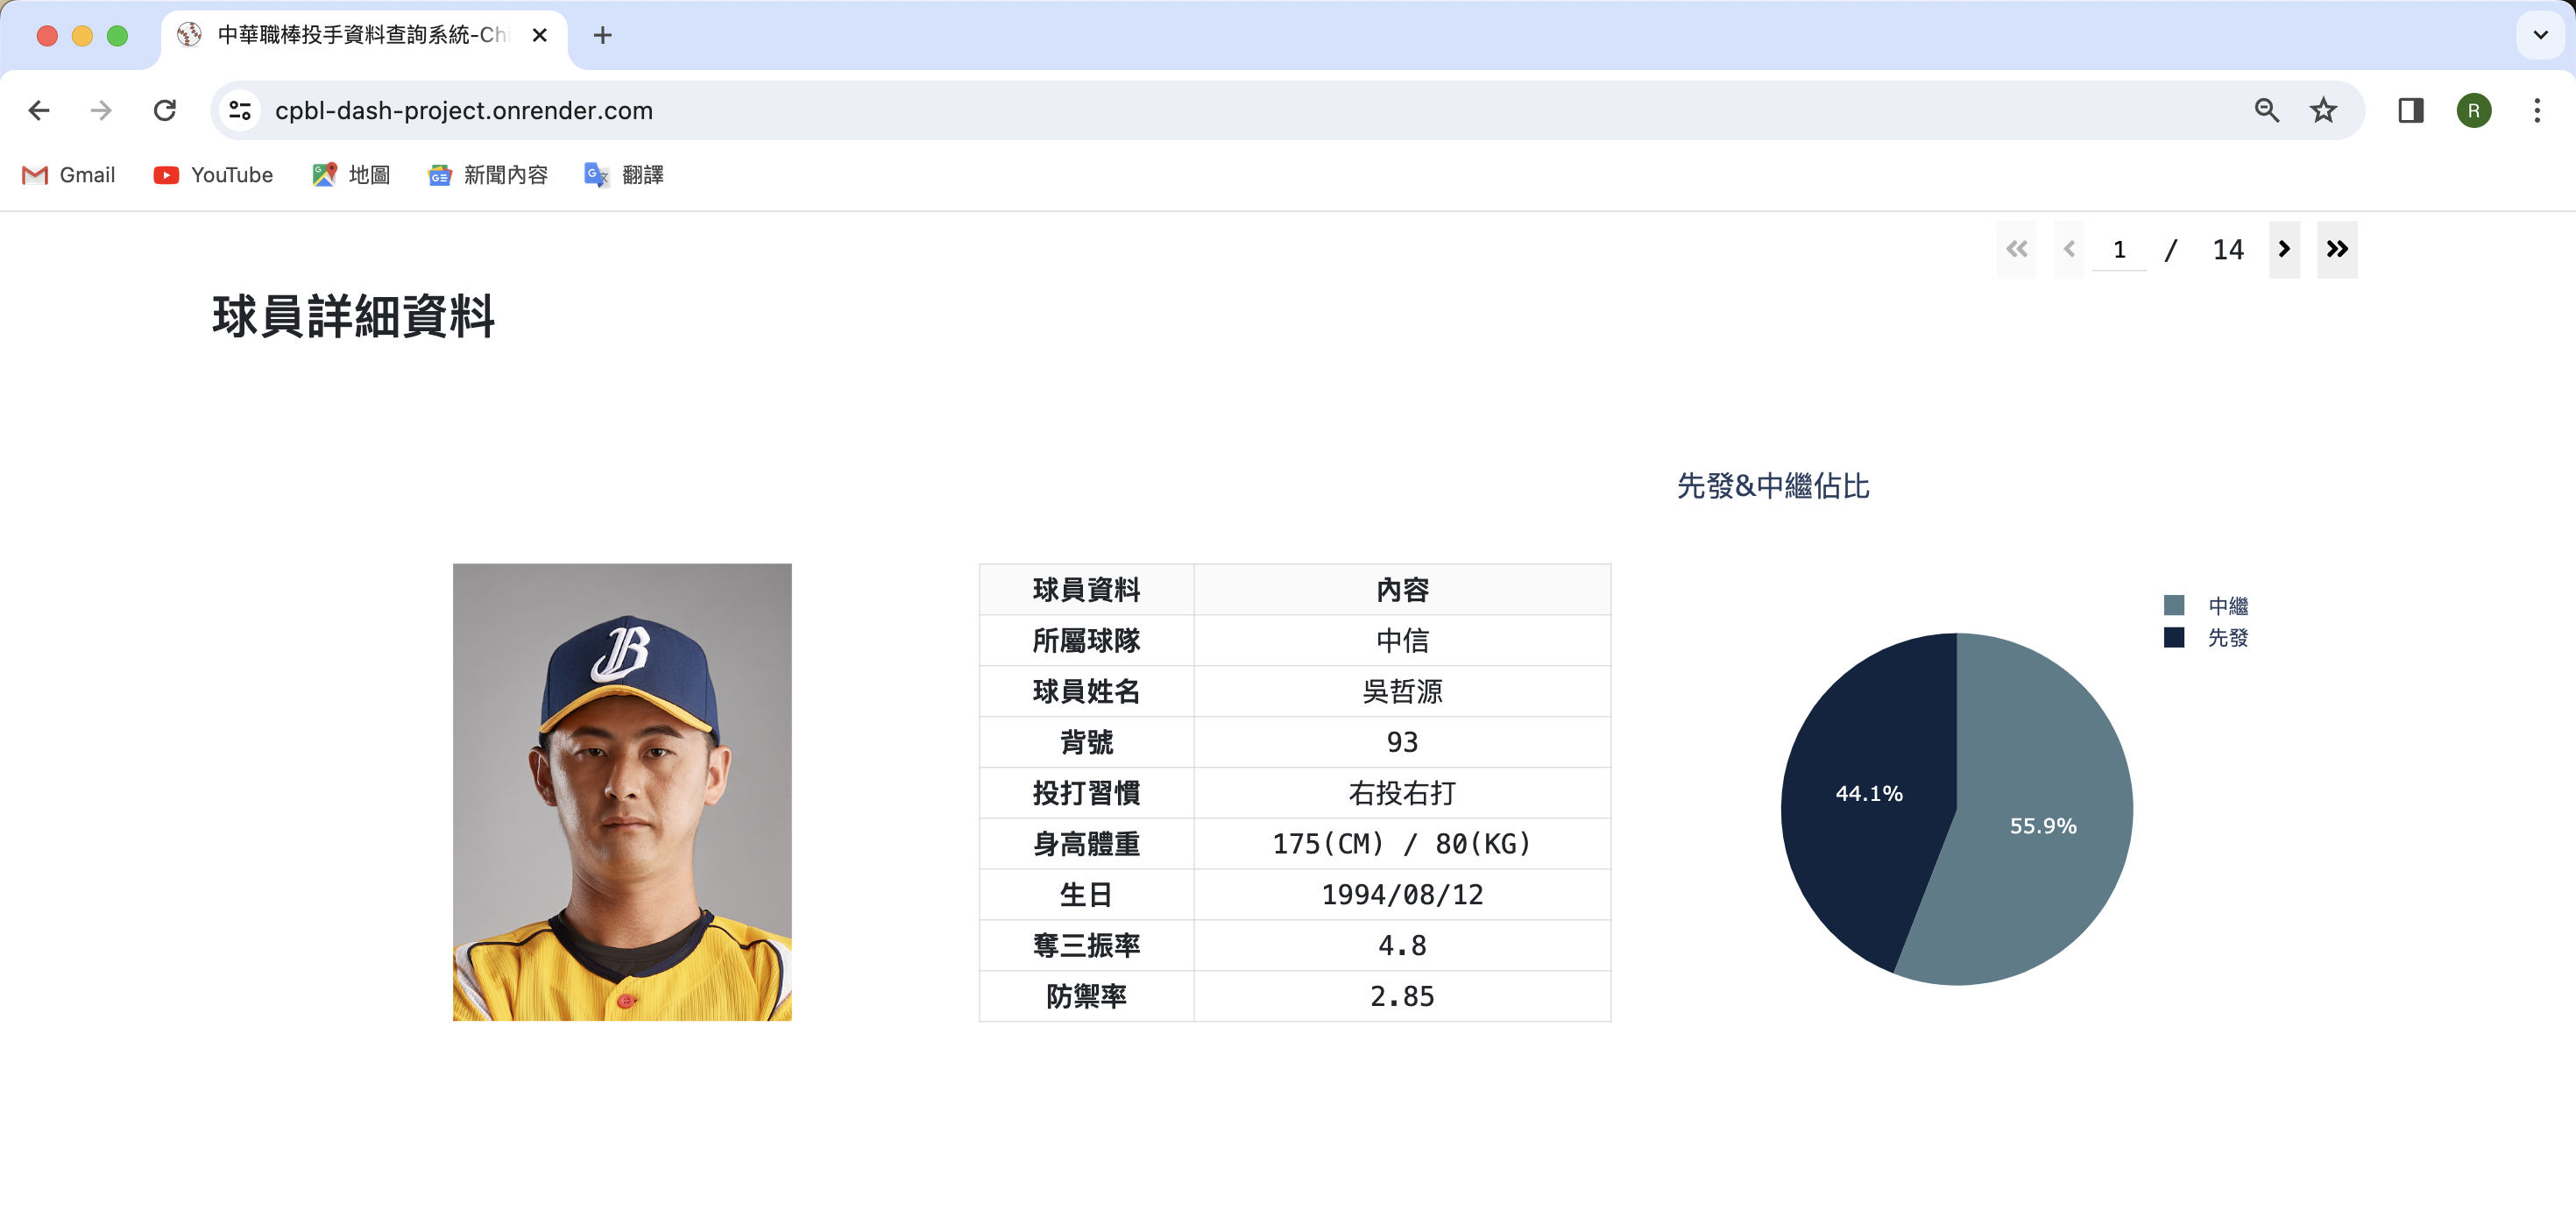 中華職棒投手資料查詢系統-Chi
cpbl-dash-project.onrender.com
R
Gmail
YouTube
地圖
新聞內容
翻譯
1 / 14
球員詳細資料
先發&中繼佔比
B
球員資料 內容
所屬球隊 中信
球員姓名 吳哲源
背號 93
投打習慣 右投右打
身高體重 175(CM) / 80(KG)
生日 1994/08/12
奪三振率 4.8
防禦率 2.85
中繼
先發
44.1%
55.9%